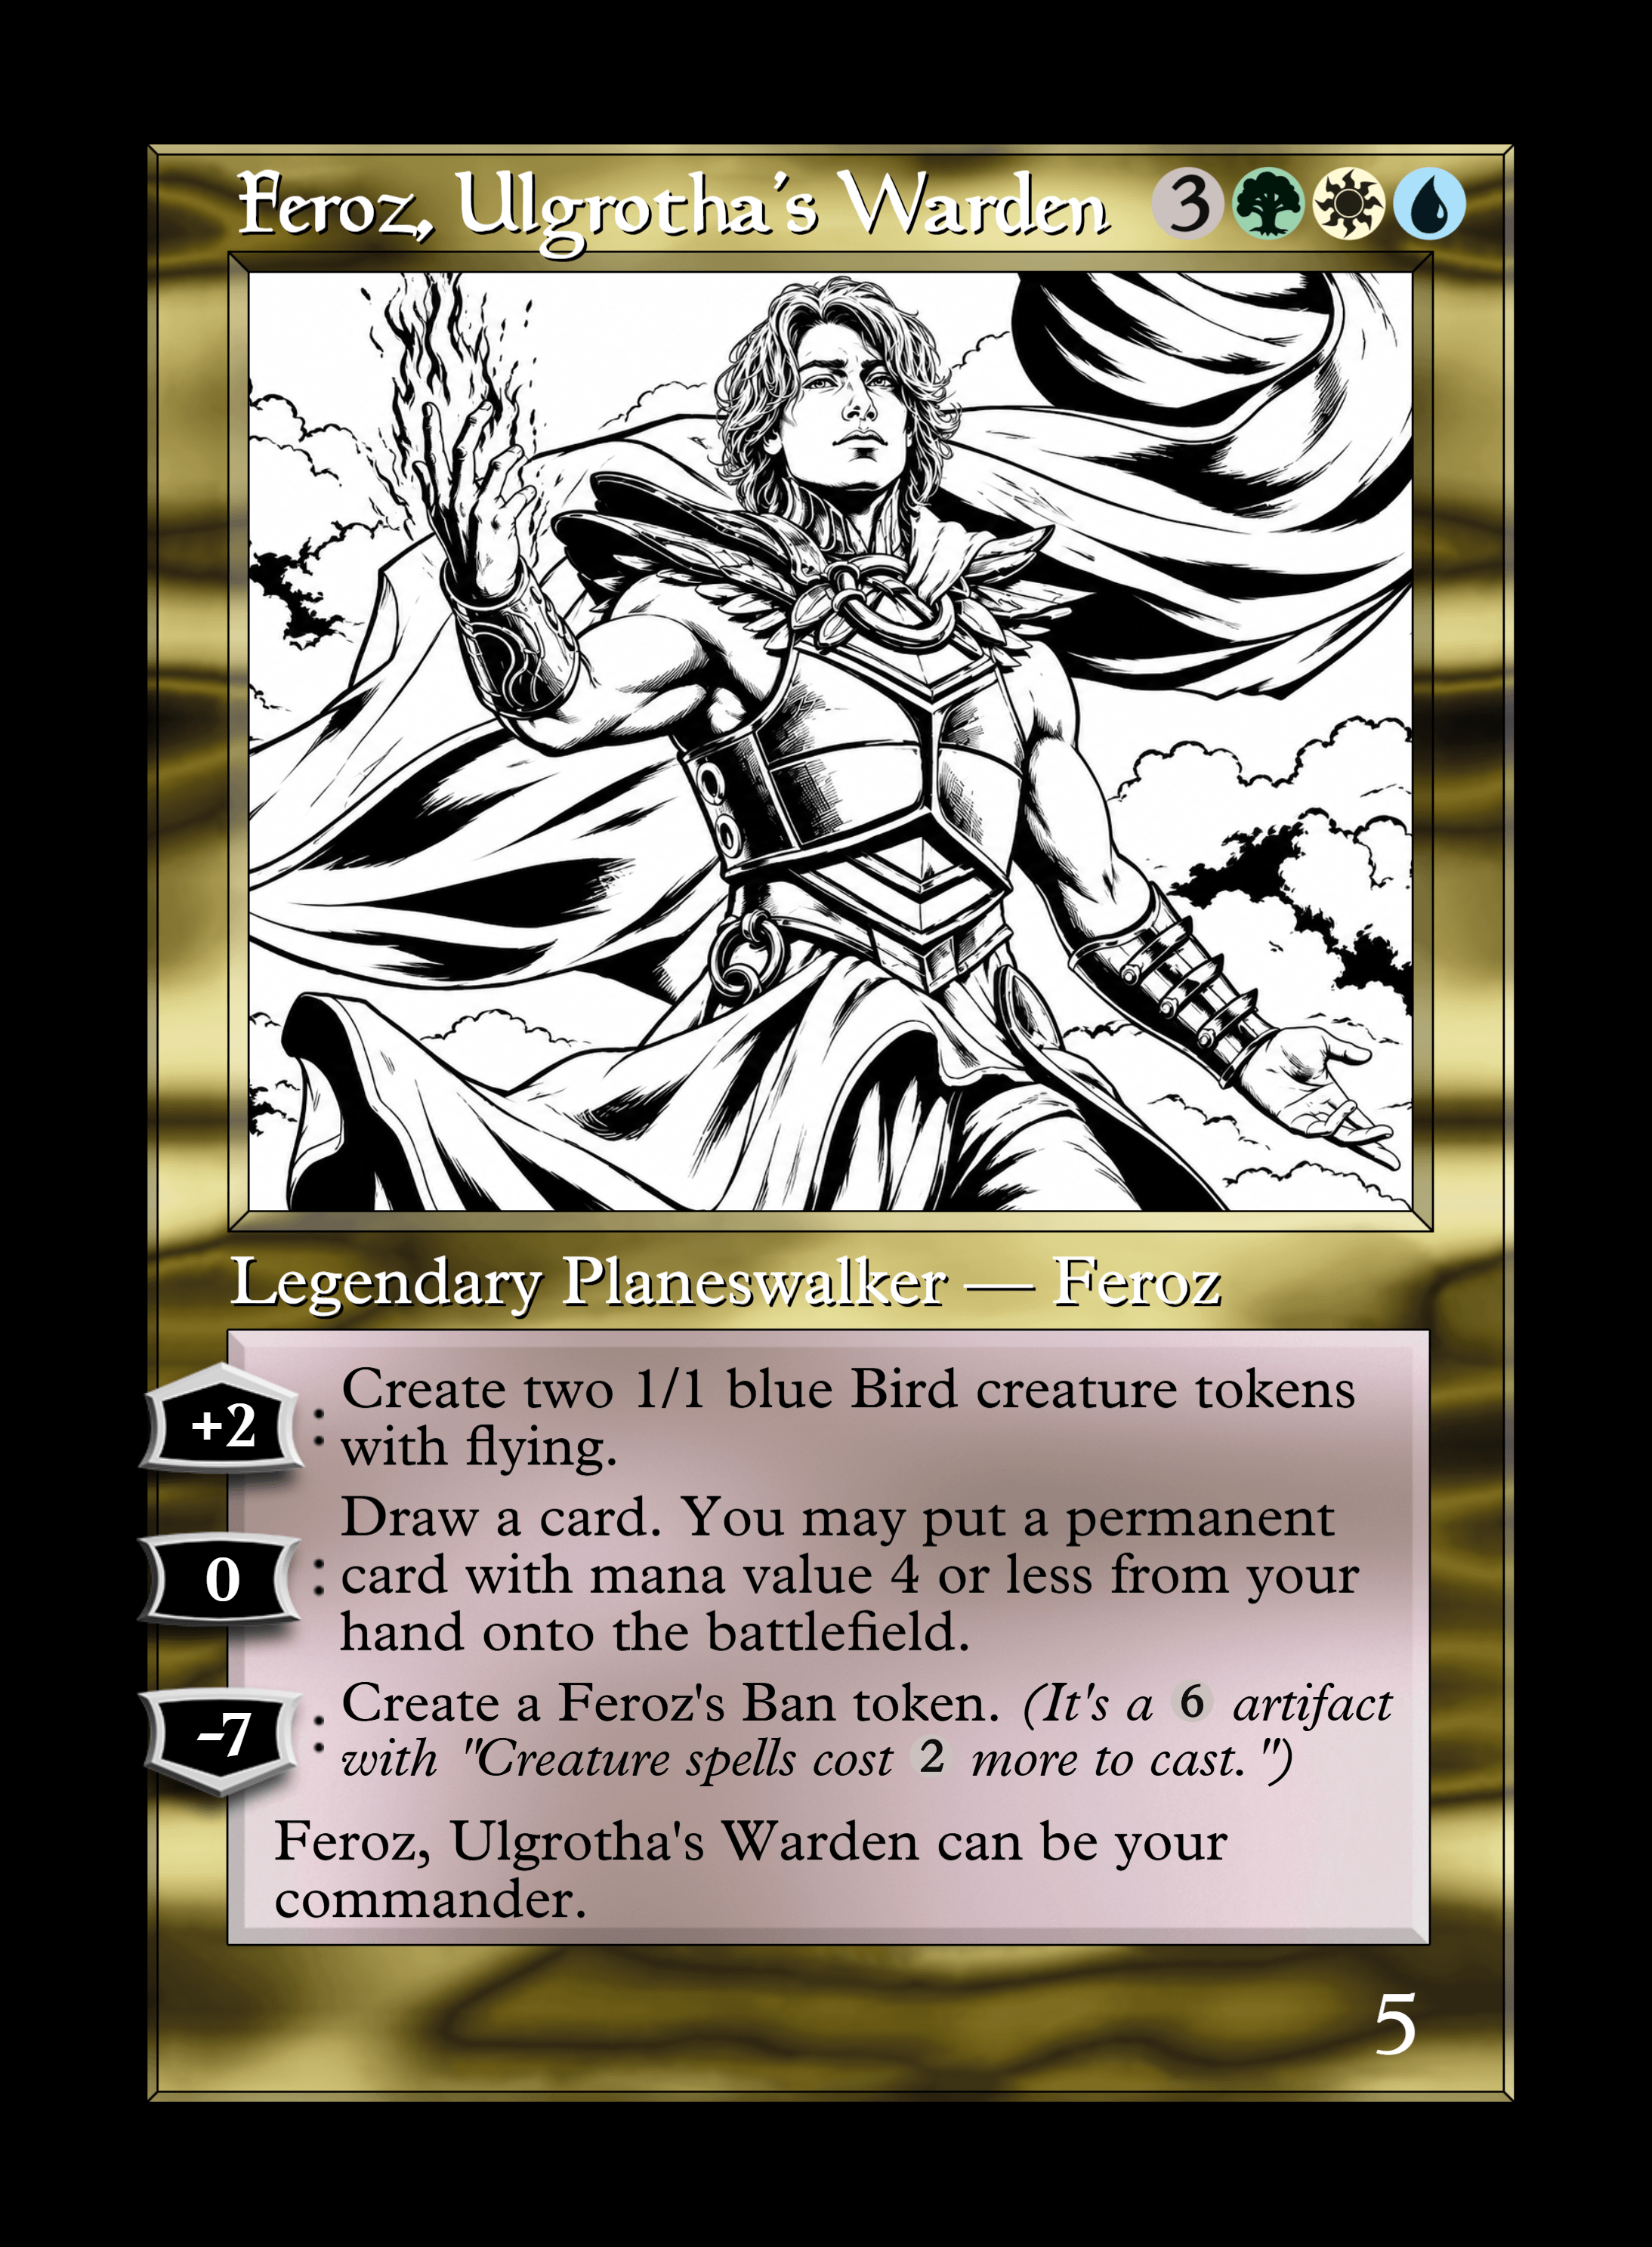 Feroz, Ulgrotha's Warden 3
Legendary Planeswalker — Feroz
+2 : Create two 1/1 blue Bird creature tokens
with flying.
Draw a card. You may put a permanent
0 : card with mana value 4 or less from your
hand onto the battlefield.
-7 : Create a Feroz's Ban token. (It's a 6 artifact
with "Creature spells cost 2 more to cast.")
Feroz, Ulgrotha's Warden can be your
commander.
5